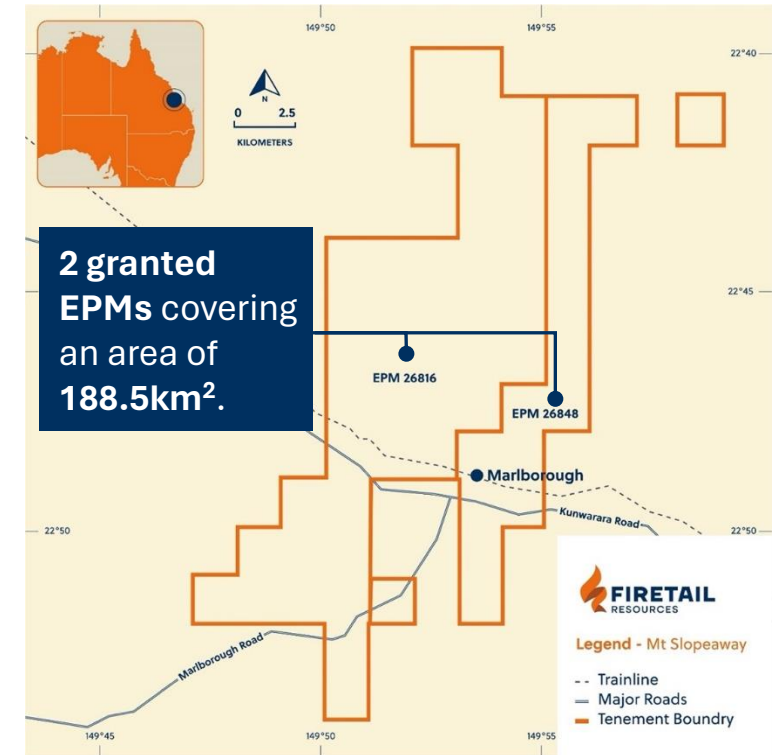 149°50
149°55
22°40
N
0 2.5
KILOMETERS
2 granted
EPMs covering
an area of
188.5km².
22°45
EPM 26816
EPM 26848
Marlborough
Kunwarara Road
22°50
22°50
Marlborough Road
FIRETAIL
RESOURCES
Legend - Mt Slopeaway
Trainline
Major Roads
Tenement Boundry
149°45
149°50
149°55